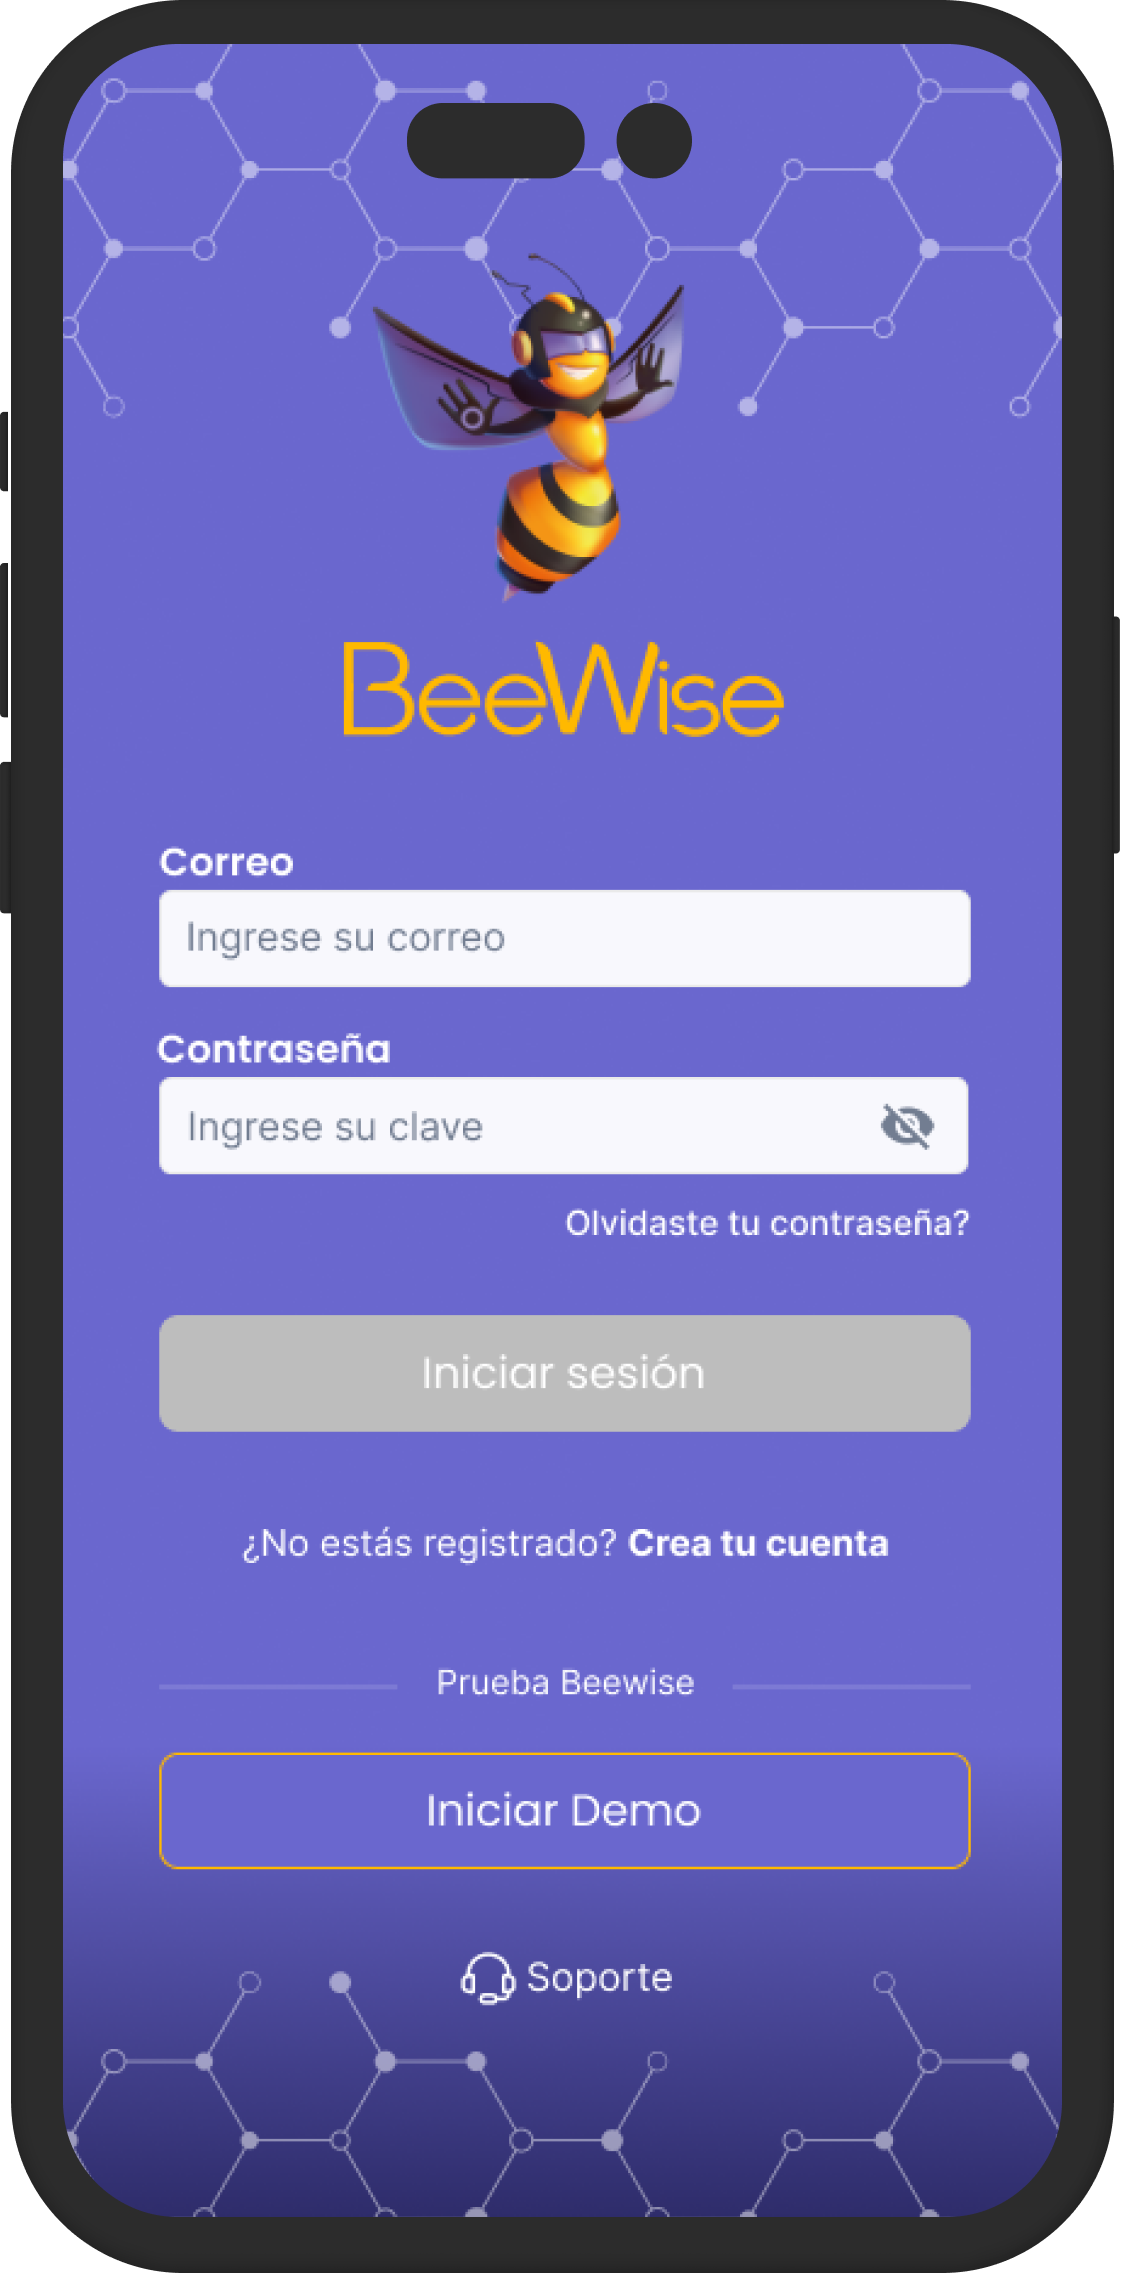 BeeWise
Correo
Ingrese su correo
Contraseña
Ingrese su clave
Olvidaste tu contraseña?
Iniciar sesión
¿No estás registrado? Crea tu cuenta
Prueba Beewise
Iniciar Demo
Soporte